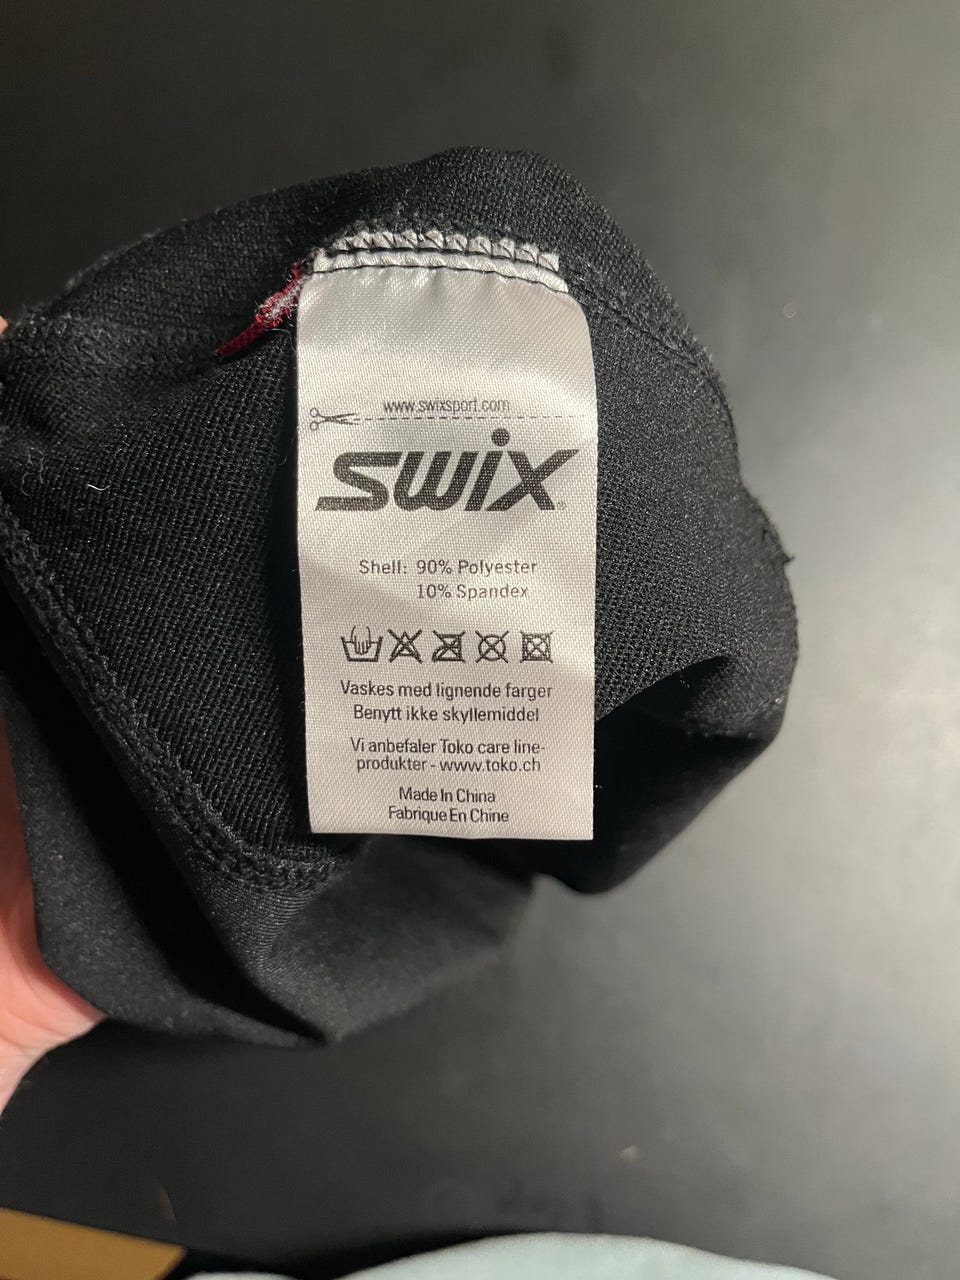 www.swixsport.com
swix
Shell: 90% Polyester
10% Spandex
Vaskes med lignende farger
Benytt ikke skyllemiddel
Vi anbefaler Toko care line-
produkter - www.toko.ch
Made In China
Fabrique En Chine